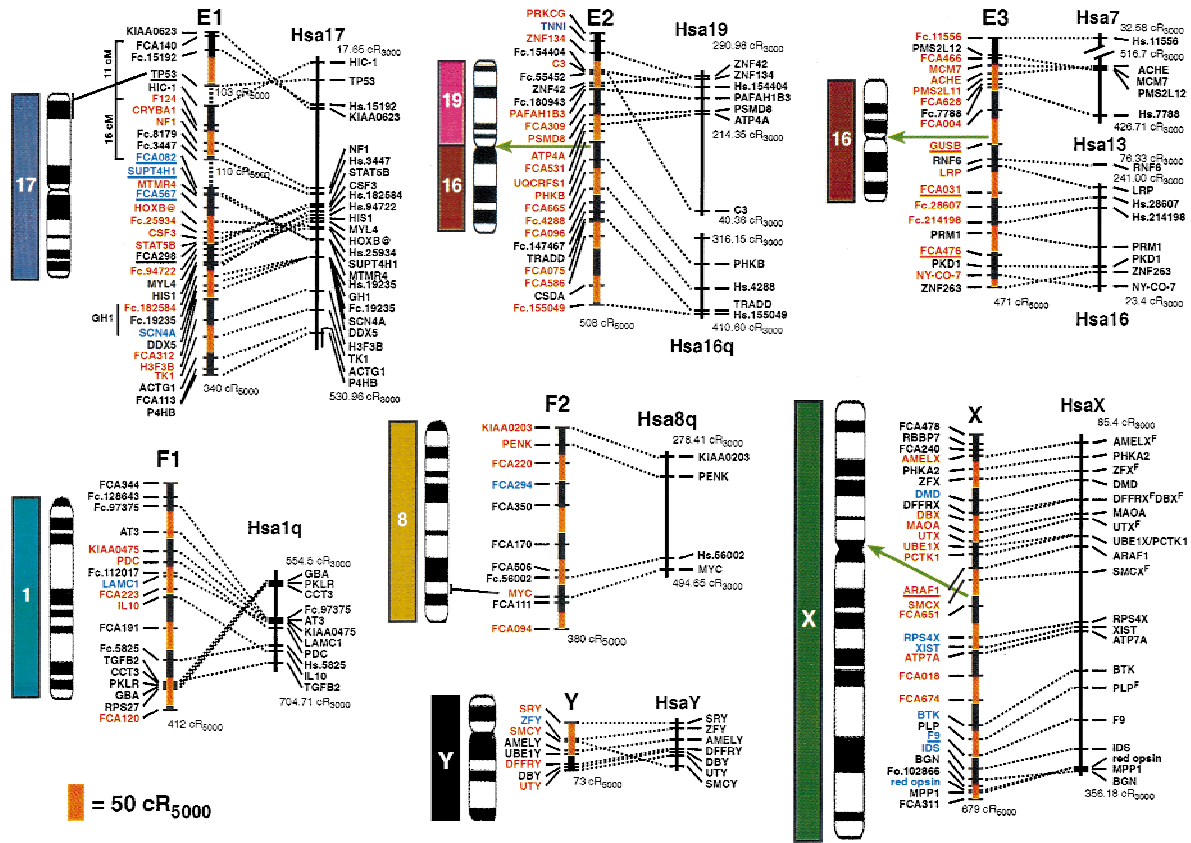 E1
Hsa17
KIAA0623
FCA140
Fc.15192
TP53
HIC-1
F124
CRYBA1
NF1
Fc.8179
Fc.3447
FCA082
SUPT4H1
MTMR4
FCA567
HOXB@
Fc.25934
CSF3
STAT5B
FCA298
Fc.94722
MYL4
HIS1
Fc.182584
Fc.19235
SCN4A
DDX5
FCA312
H3F3B
TK1
ACTG1
FCA113
P4HB
11 cM
16 cM
GH1
17
103 cR5000
110.5 cR5000
340 cR5000
17.65 cR3000
HIC-1
TP53
Hs.15192
KIAA0623
NF1
Hs.3447
STAT5B
CSF3
Hs.182584
Hs.94722
HIS1
MYL4
HOXB@
Hs.25934
SUPT4H1
MTMR4
Hs.19235
GH1
Fc.19235
SCN4A
DDX5
H3F3B
TK1
ACTG1
P4HB
530.96 cR3000
E2
Hsa19
PRKCG
TNNI
ZNF134
Fc.154404
C3
Fc.55452
ZNF42
Fc.180943
PAFAH1B3
FCA309
PSMD8
ATP4A
FCA531
UQCRFS1
PHKB
FCA665
Fc.4288
FCA096
Fc.147467
TRADD
FCA075
FCA586
CSDA
Fc.155049
19
16
508 cR5000
290.98 cR3000
ZNF42
ZNF134
Hs.154404
PAFAH1B3
PSMD8
ATP4A
214.35 cR3000
C3
40.36 cR3000
316.15 cR3000
PHKB
Hs.4288
TRADD
Hs.155049
410.60 cR3000
Hsa16q
E3
Hsa7
Fc.11556
PMS2L12
FCA466
MCM7
ACHE
PMS2L11
FCA628
Fc.7788
FCA004
GUSB
RNF6
LRP
FCA031
Fc.28607
Fc.214198
PRM1
FCA476
PKD1
NY-CO-7
ZNF263
16
471 cR5000
32.58 cR3000
Hs.11556
516.7 cR3000
ACHE
MCM7
PMS2L12
Hs.7788
426.71 cR3000
Hsa13
76.33 cR3000
RNF6
241.00 cR3000
LRP
Hs.28607
Hs.214198
PRM1
PKD1
ZNF263
NY-CO-7
23.4 cR3000
Hsa16
F1
Hsa1q
FCA344
Fc.128643
Fc.97375
AT3
KIAA0475
PDC
Fc.112017
LAMC1
FCA223
IL10
FCA191
Fc.5825
TGFB2
CCT3
PKLR
GBA
RPS27
FCA120
1
412 cR5000
554.5 cR3000
GBA
PKLR
CCT3
Fc.97375
AT3
KIAA0475
LAMC1
PDC
Hs.5825
IL10
TGFB2
704.71 cR3000
= 50 cR5000
F2
Hsa8q
KIAA0203
PENK
FCA220
FCA294
FCA350
FCA170
FCA506
Fc.56002
MYC
FCA111
FCA094
8
380 cR5000
278.41 cR3000
KIAA0203
PENK
Hs.56002
MYC
494.65 cR3000
Y
HsaY
SRY
ZFY
SMCY
AMELY
UBE1Y
DFFRY
DBY
UTY
Y
73 cR5000
SRY
ZFY
AMELY
DFFRY
DBY
UTY
SMCY
X
HsaX
FCA478
RBBP7
FCA240
AMELX
PHKA2
ZFX
DMD
DFFRX
DBX
MAOA
UTX
UBE1X
PCTK1
ARAF1
SMCX
FCA651
RPS4X
XIST
ATP7A
FCA018
FCA674
BTK
PLP
F9
IDS
BGN
Fc.102866
red opsin
MPP1
FCA311
X
679 cR5000
85.4 cR3000
AMELXF
PHKA2
ZFXF
DMD
DFFRXFDBXF
MAOA
UTXF
UBE1X/PCTK1
ARAF1
SMCXF
RPS4X
XIST
ATP7A
BTK
PLPF
F9
IDS
red opsin
MPP1
BGN
356.18 cR3000